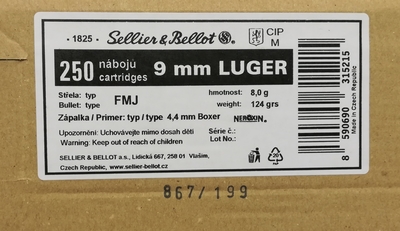 • 1825 • Sellier & Bellot S&B ® CIP M
250 nábojů cartridges 9 mm LUGER
Střela: typ
Bullet: type FMJ
hmotnost: 8,0 g
weight: 124 grs
Zápalka / Primer: typ / type 4,4 mm Boxer NEROXIN
Upozornění: Uchovávejte mimo dosah dětí
Warning: Keep out of reach of children
Série č.:
Lot No.:
SELLIER & BELLOT a.s., Lidická 667, 258 01 Vlašim,
Czech Republic, www.sellier-bellot.cz
20
Made in
Czech Republic
8 590690 315215
867/199